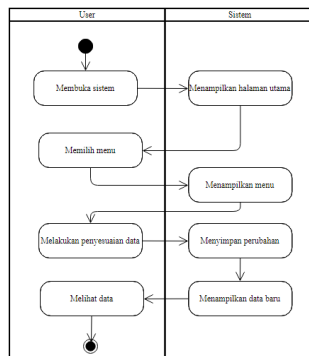 User
Sistem
Membuka sistem
Menampilkan halaman utama
Memilih menu
Menampilkan menu
Melakukan penyesuaian data
Menyimpan perubahan
Menampilkan data baru
Melihat data